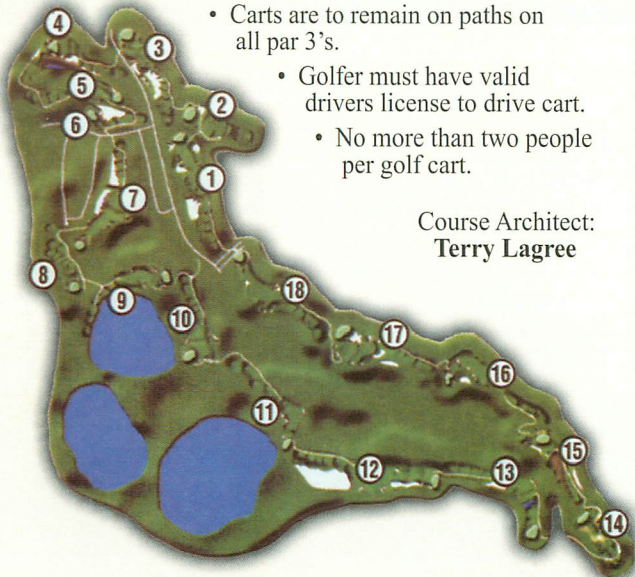 • Carts are to remain on paths on
all par 3's.
• Golfer must have valid
drivers license to drive cart.
• No more than two people
per golf cart.
Course Architect:
Terry Lagree
4
3
5
2
6
1
7
8
9
10
18
17
16
11
12
13
15
14